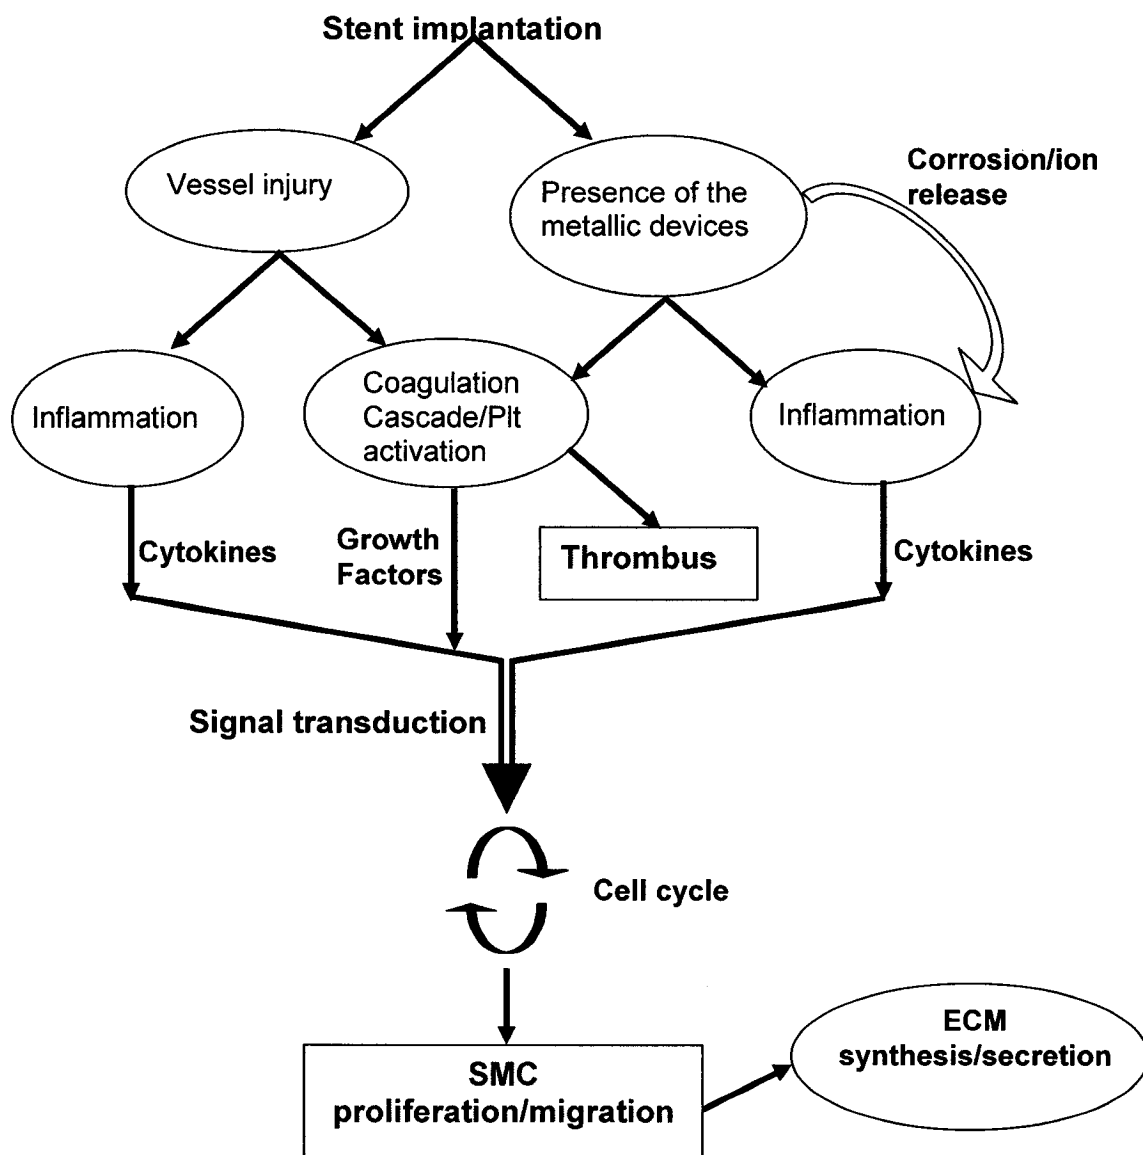 Stent implantation
Vessel injury
Presence of the
metallic devices
Corrosion/ion
release
Inflammation
Coagulation
Cascade/Plt
activation
Inflammation
Cytokines
Growth
Factors
Thrombus
Cytokines
Signal transduction
Cell cycle
SMC
proliferation/migration
ECM
synthesis/secretion